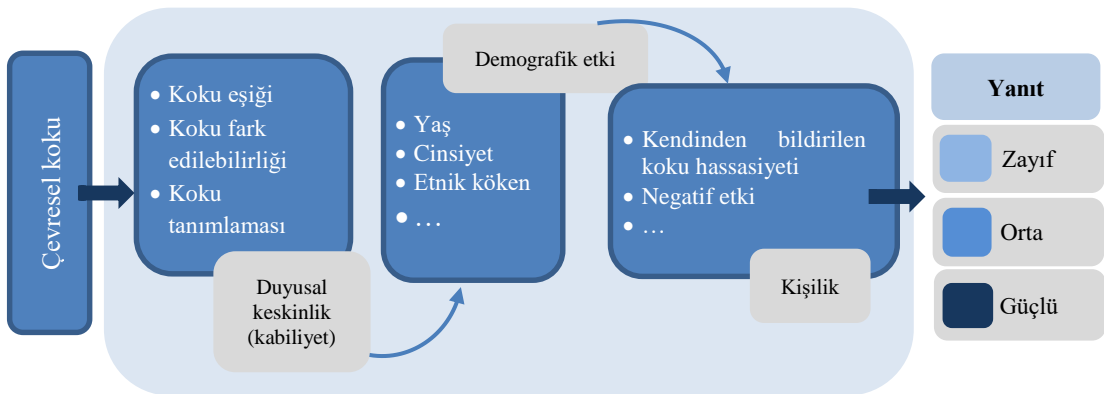 Çevresel koku
• Koku eşiği
• Koku fark
edilebilirliği
• Koku
tanımlaması
Duyusal
keskinlik
(kabiliyet)
• Yaş
• Cinsiyet
• Etnik köken
• …
Demografik etki
• Kendinden bildirilen
koku hassasiyeti
• Negatif etki
• …
Kişilik
Yanıt
Zayıf
Orta
Güçlü